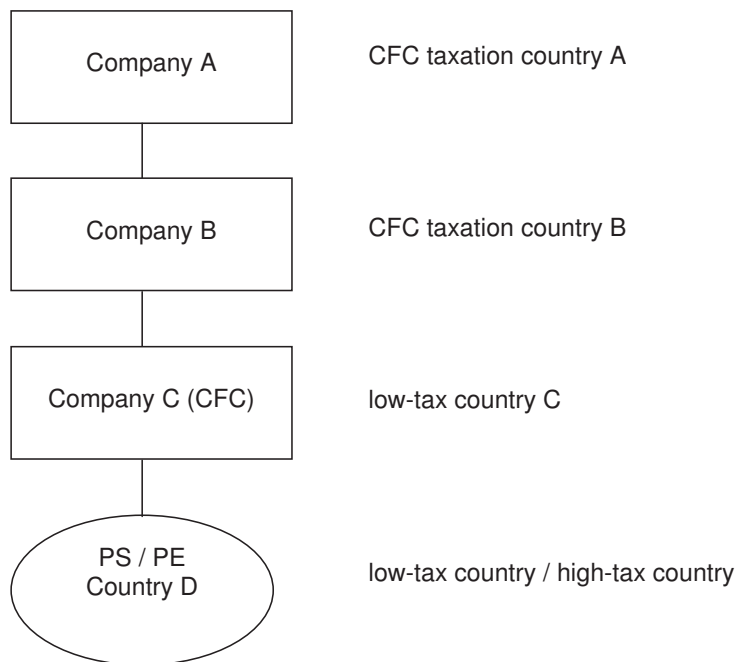 Company A
CFC taxation country A
Company B
CFC taxation country B
Company C (CFC)
low-tax country C
PS / PE
Country D
low-tax country / high-tax country